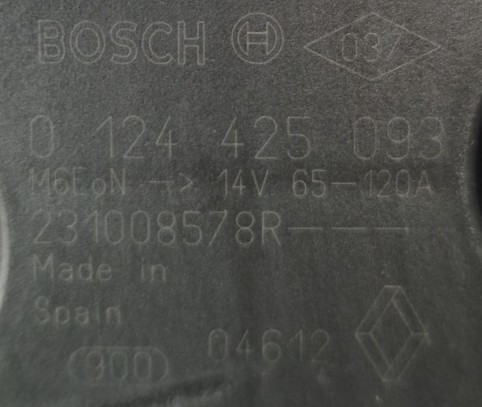 BOSCH 037
0 124 425 093
M6EoN —> 14V 65—120A
231008578R———
Made in
Spain
04612
900